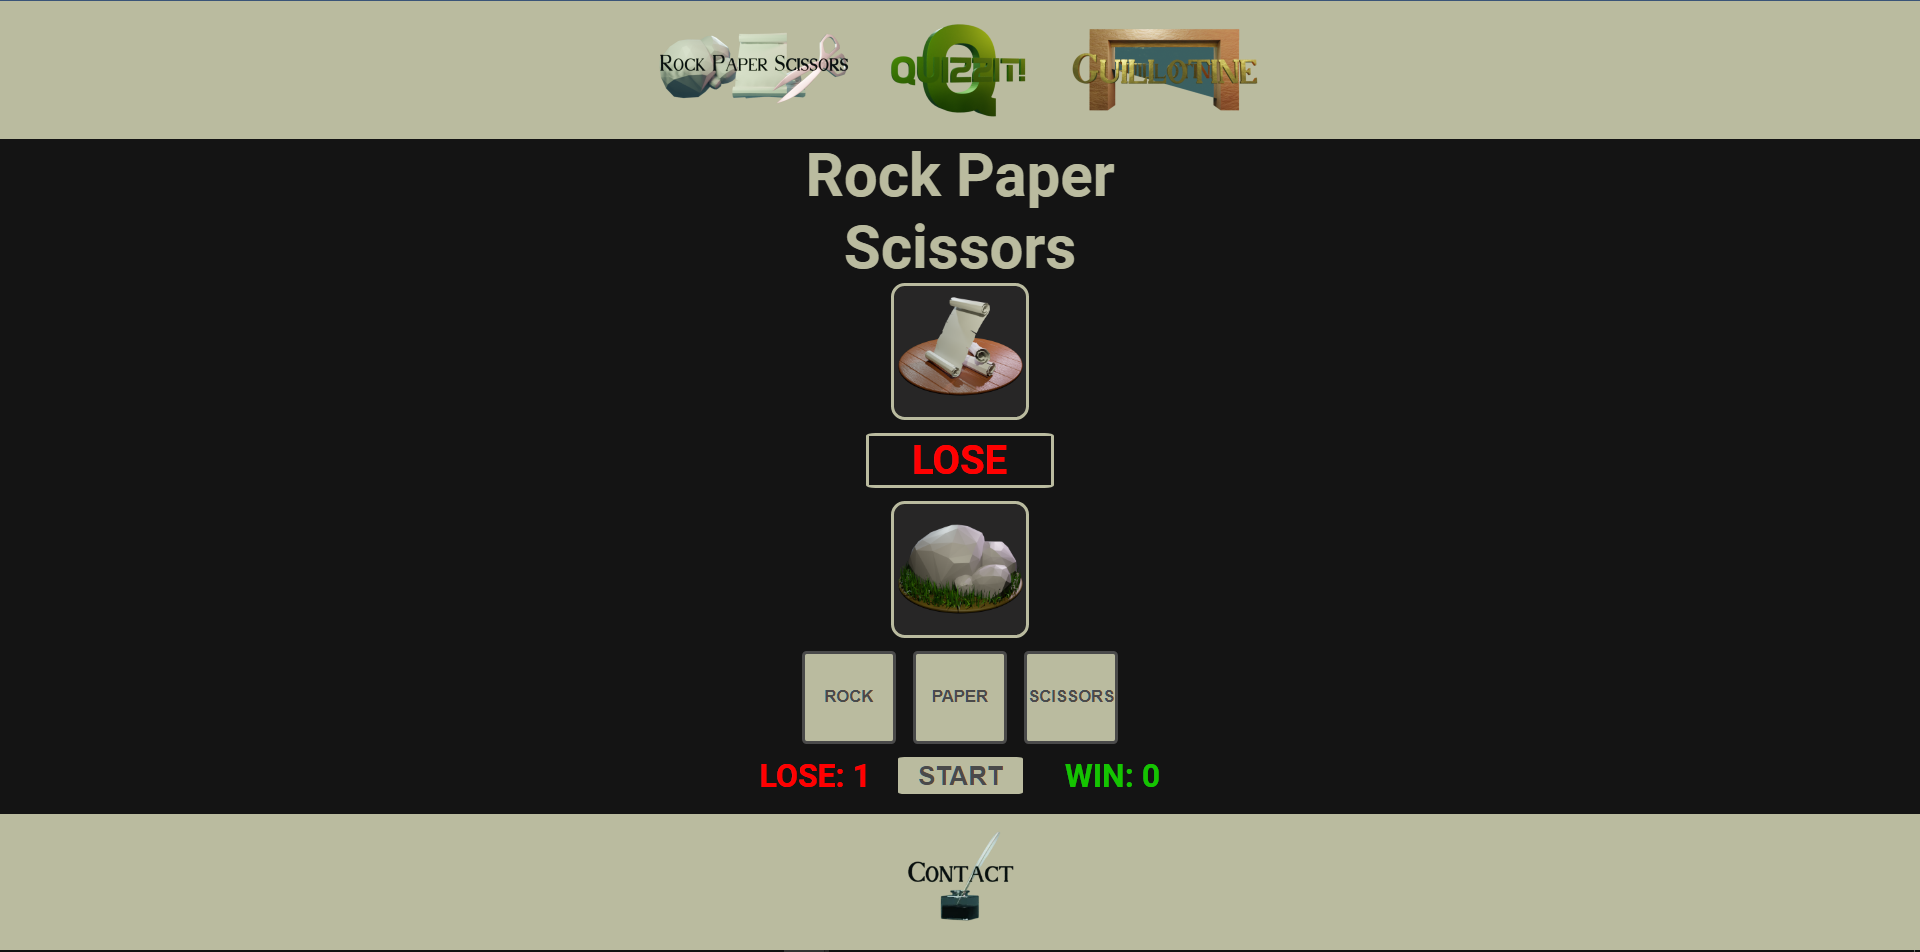 Rock Paper Scissors
QUIZZIT!
GUILLOTINE
Rock Paper
Scissors
LOSE
ROCK
PAPER
SCISSORS
LOSE: 1
START
WIN: 0
Contact